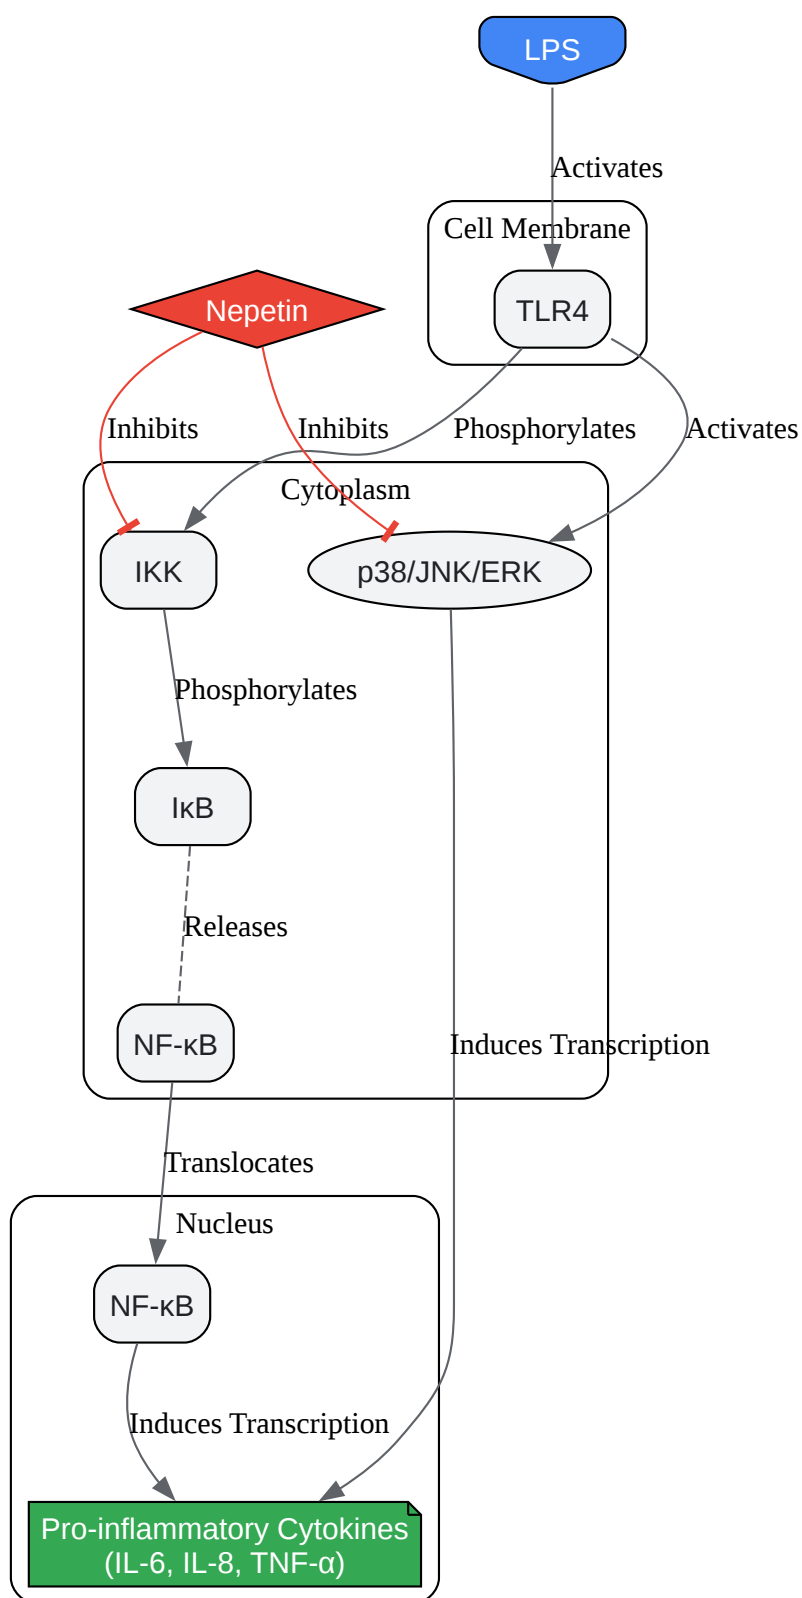 LPS
Activates
Cell Membrane
Nepetin
TLR4
Inhibits
Inhibits
Phosphorylates
Activates
Cytoplasm
IKK
p38/JNK/ERK
Phosphorylates
IκB
Releases
NF-κB
Induces Transcription
Translocates
Nucleus
NF-κB
Induces Transcription
Pro-inflammatory Cytokines
(IL-6, IL-8, TNF-α)